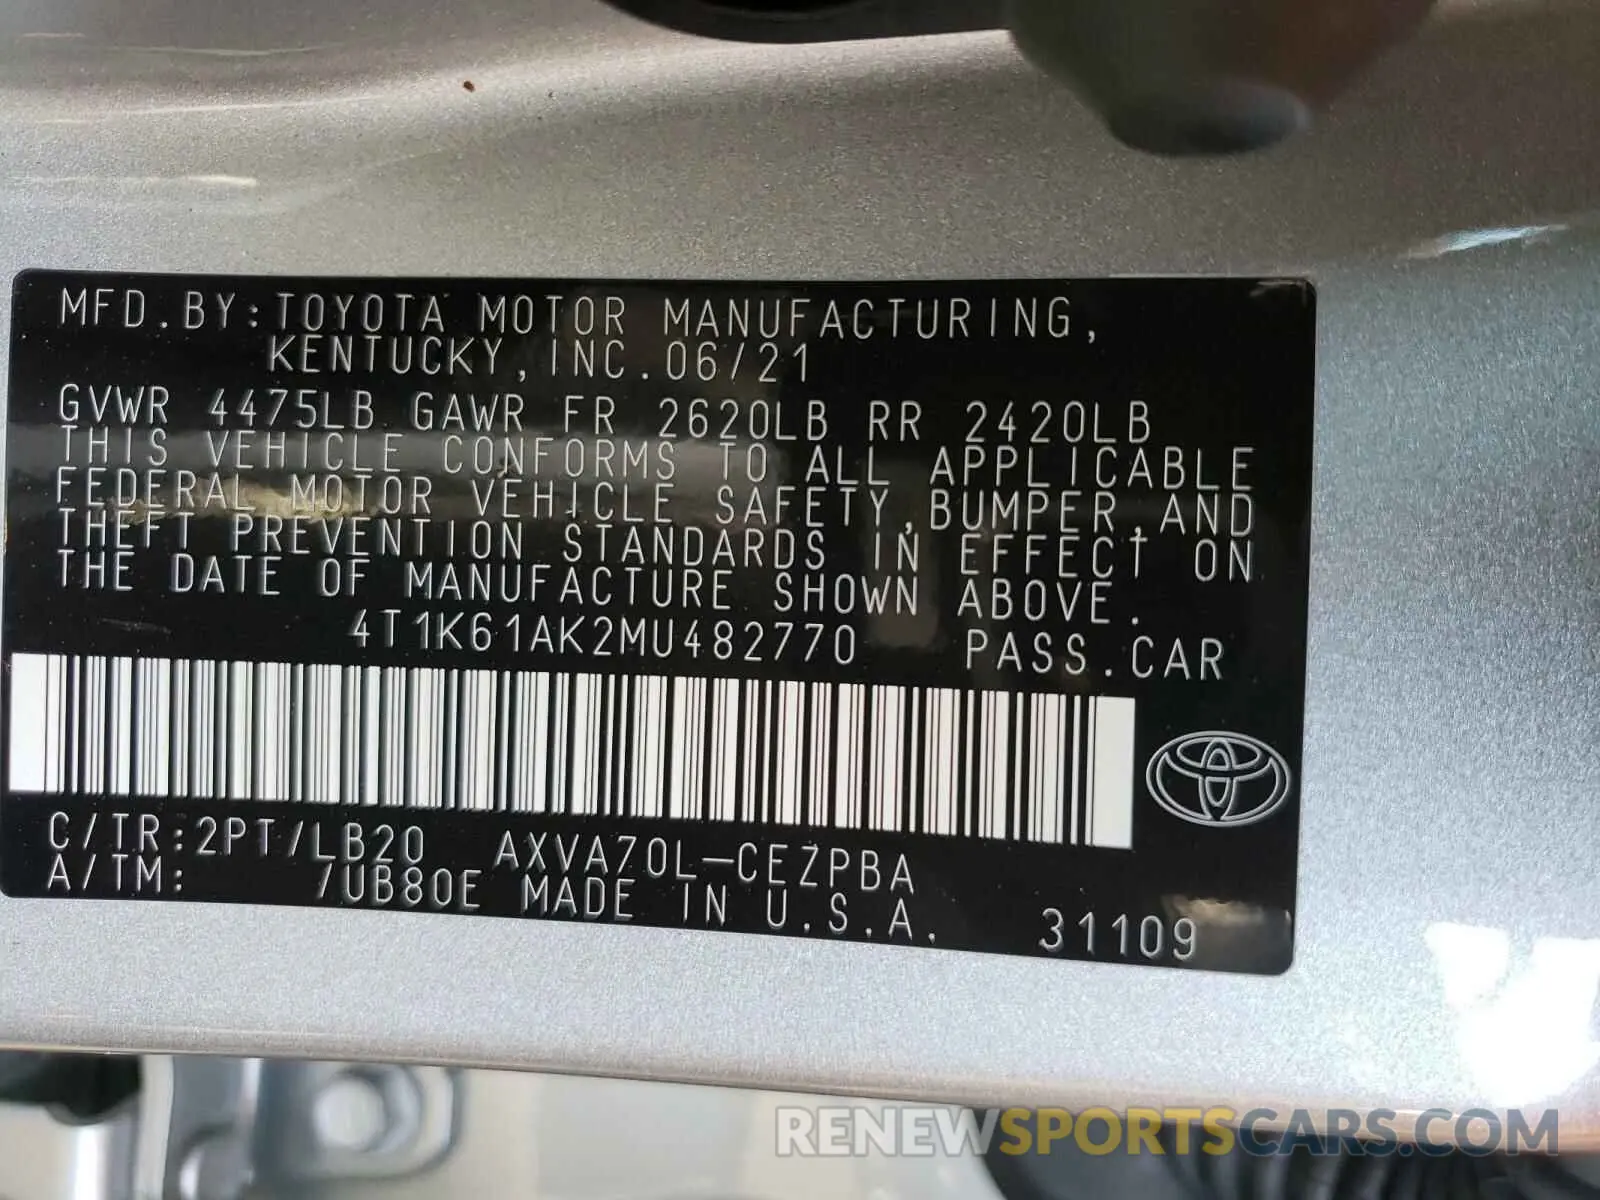 MFD.BY:TOYOTA MOTOR MANUFACTURING,
KENTUCKY,INC.06/21
GVWR 4475LB GAWR FR 2620LB RR 2420LB
THIS VEHICLE CONFORMS TO ALL APPLICABLE
FEDERAL MOTOR VEHICLE SAFETY,BUMPER,AND
THEFT PREVENTION STANDARDS IN EFFECT ON
THE DATE OF MANUFACTURE SHOWN ABOVE.
4T1K61AK2MU482770 PASS.CAR
C/TR:2PT/LB20 AXVA70L-CEZPBA
A/TM: /UB80E MADE IN U.S.A. 31109
RENEWSPORTSCARS.COM